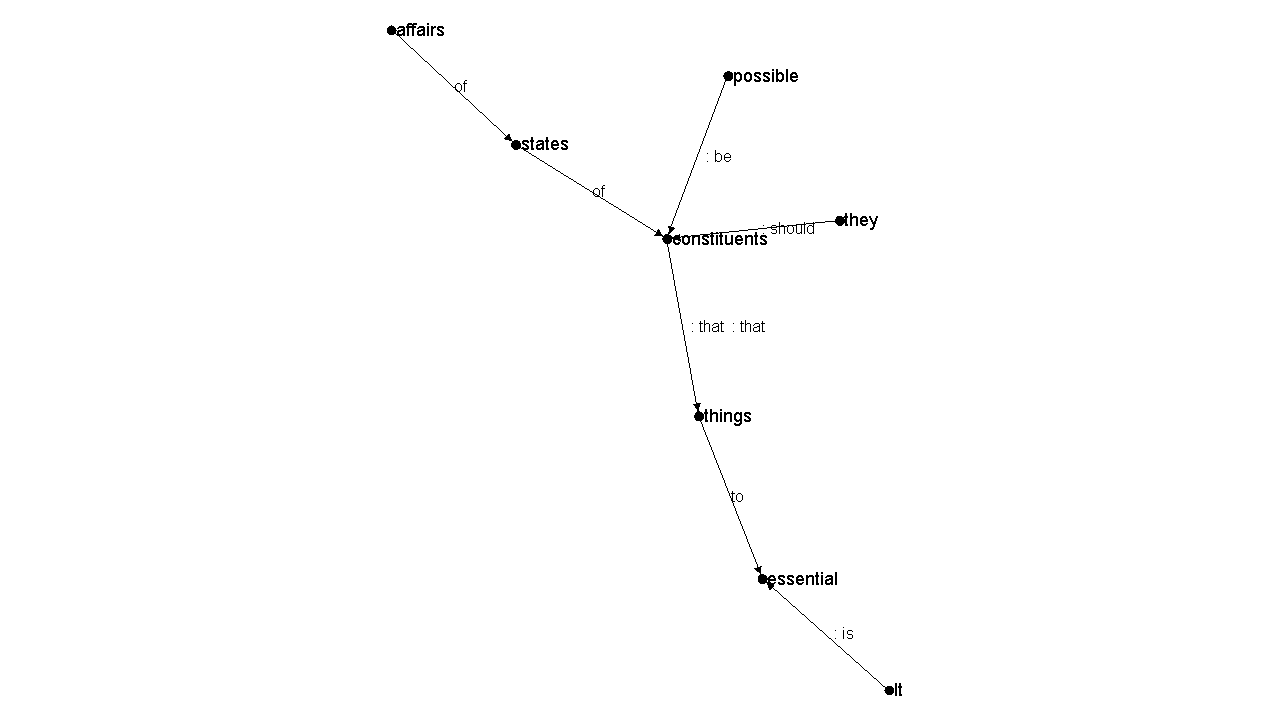 affairs
possible
of
states
: be
of
they
: should
constituents
: that : that
things
to
essential
: is
It